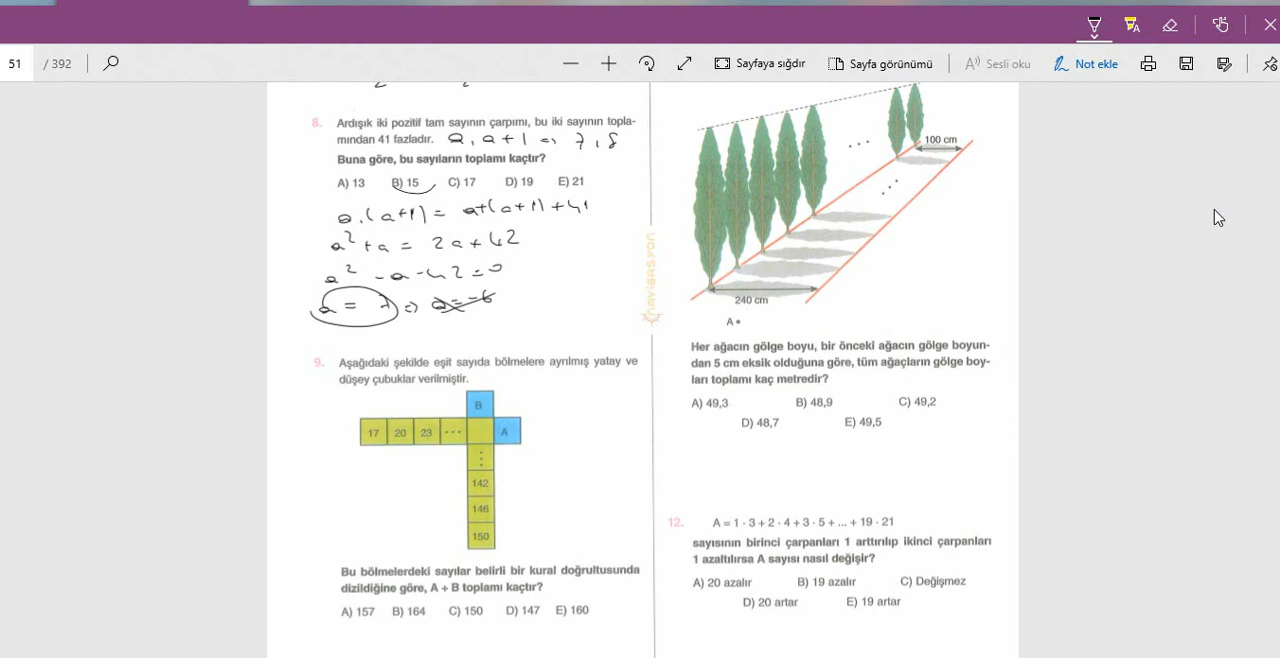 51 / 392
Sayfaya sığdır
Sayfa görünümü
Sesli oku
Not ekle
8. Ardışık iki pozitif tam sayının çarpımı, bu iki sayının topla-
mından 41 fazladır. a, a+1 => 7, 8
Buna göre, bu sayıların toplamı kaçtır?
A) 13 B) 15 C) 17 D) 19 E) 21
a.(a+1) = a+(a+1)+41
a² + a = 2a + 42
a² - a - 42 = 0
a = 7 => a = -6
9. Aşağıdaki şekilde eşit sayıda bölmelere ayrılmış yatay ve
düşey çubuklar verilmiştir.
B
17 20 23 ... A
142
146
150
Bu bölmelerdeki sayılar belirli bir kural doğrultusunda
dizildiğine göre, A + B toplamı kaçtır?
A) 157 B) 164 C) 150 D) 147 E) 160
navigasyon
100 cm
240 cm
A •
Her ağacın gölge boyu, bir önceki ağacın gölge boyun-
dan 5 cm eksik olduğuna göre, tüm ağaçların gölge boy-
ları toplamı kaç metredir?
A) 49,3 B) 48,9 C) 49,2
D) 48,7 E) 49,5
12. A = 1 · 3 + 2 · 4 + 3 · 5 + ... + 19 · 21
sayısının birinci çarpanları 1 arttırılıp ikinci çarpanları
1 azaltılırsa A sayısı nasıl değişir?
A) 20 azalır B) 19 azalır C) Değişmez
D) 20 artar E) 19 artar